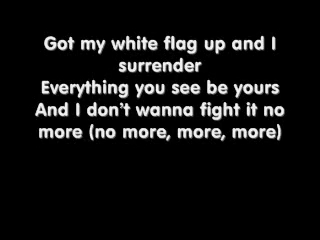 Got my white flag up and I
surrender
Everything you see be yours
And I don't wanna fight it no
more (no more, more, more)